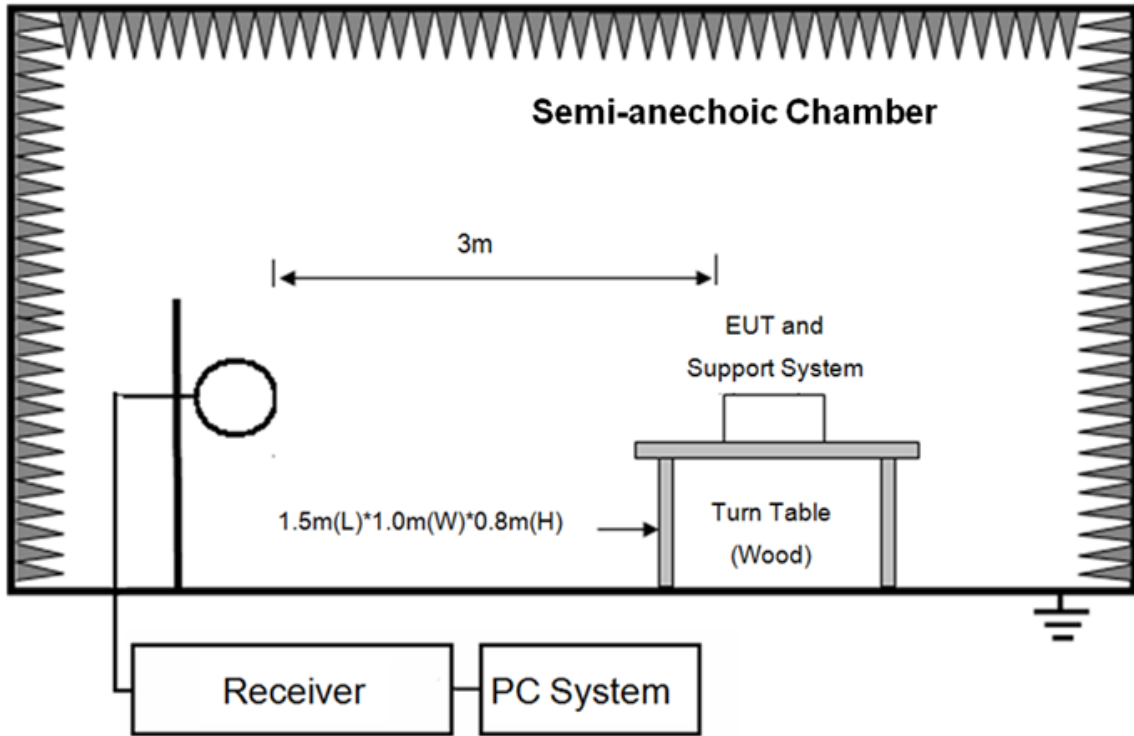 Semi-anechoic Chamber
3m
EUT and
Support System
1.5m(L)*1.0m(W)*0.8m(H)
Turn Table
(Wood)
Receiver
PC System